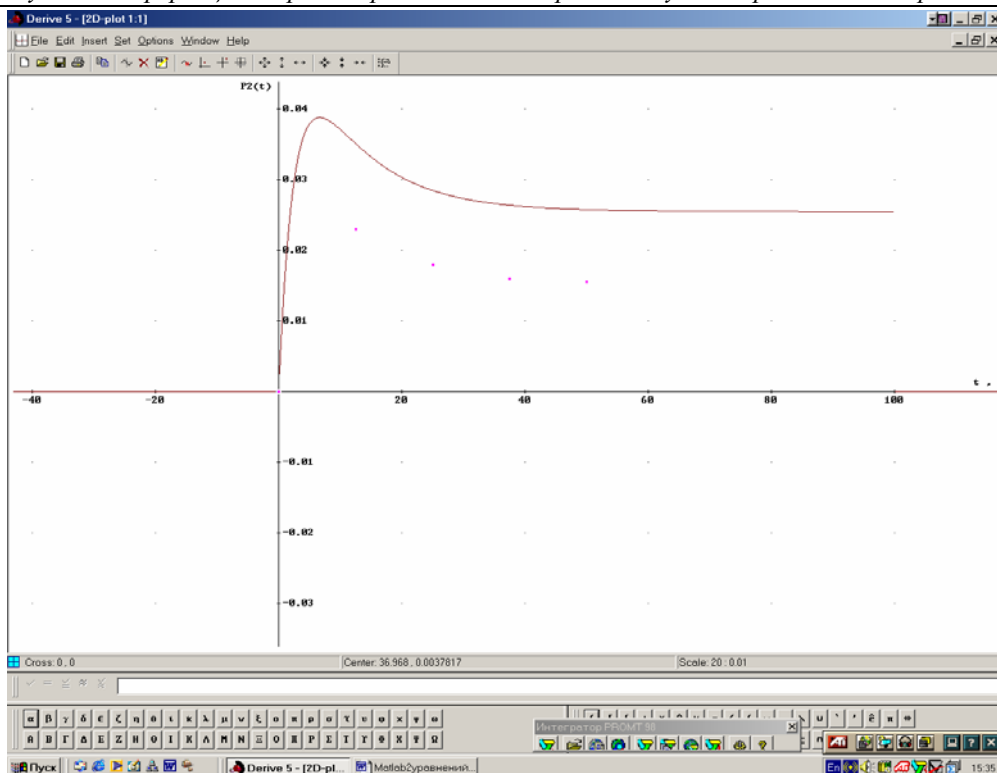 Derive 5 - [2D-plot 1:1]
File Edit Insert Set Options Window Help
P2(t)
0.04
0.03
0.02
0.01
-40 -20 20 40 60 80 100
t ,
-0.01
-0.02
-0.03
Cross: 0, 0 Center: 36.968, 0.0037817 Scale: 20 : 0.01
α β γ δ ε ζ η θ ι κ λ μ ν ξ ο π ρ σ τ υ φ χ ψ ω
Α Β Γ Δ Ε Ζ Η Θ Ι Κ Λ Μ Ν Ξ Ο Π Ρ Σ Τ Υ Φ Χ Ψ Ω
Интегратор PROMT 98
Пуск Derive 5 - [2D-pl... Matlab2уравнений... En 15:35